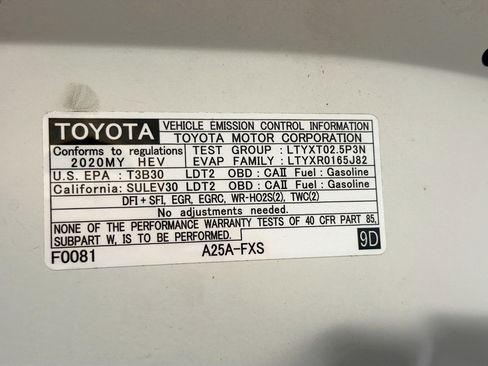 TOYOTA VEHICLE EMISSION CONTROL INFORMATION
TOYOTA MOTOR CORPORATION
Conforms to regulations TEST GROUP : LTYXT02.5P3N
2020MY HEV EVAP FAMILY : LTYXR0165J82
U.S. EPA : T3B30 LDT2 OBD : CAII Fuel : Gasoline
California: SULEV30 LDT2 OBD : CAII Fuel : Gasoline
DFI + SFI, EGR, EGRC, WR-HO2S(2), TWC(2)
No adjustments needed.
NONE OF THE PERFORMANCE WARRANTY TESTS OF 40 CFR PART 85,
SUBPART W, IS TO BE PERFORMED.
F0081 A25A-FXS 9D